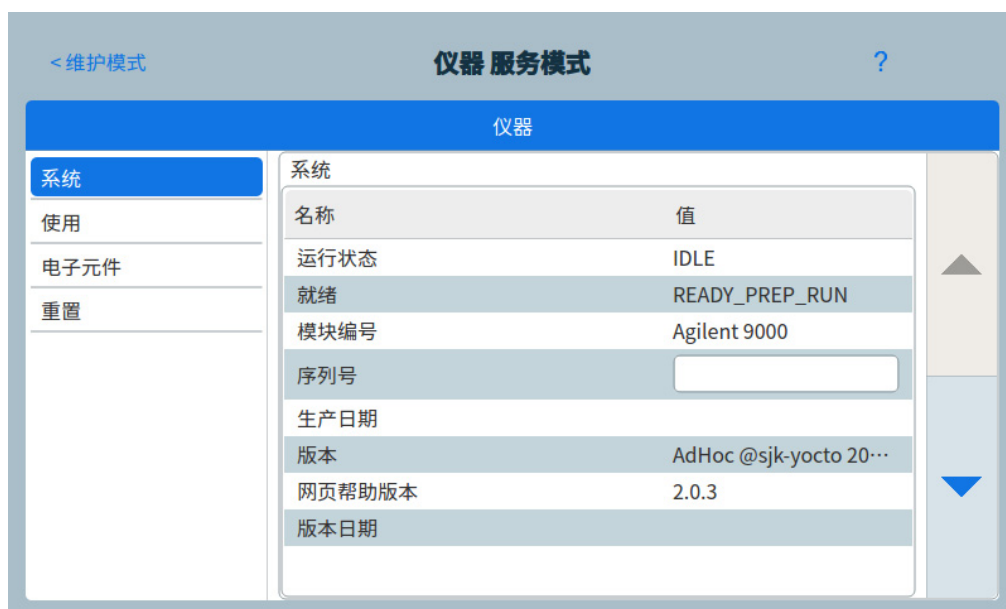 <维护模式 仪器 服务模式 ?
仪器
系统
使用
电子元件
重置
系统
名称 值
运行状态 IDLE
就绪 READY_PREP_RUN
模块编号 Agilent 9000
序列号
生产日期
版本 AdHoc @sjk-yocto 20…
网页帮助版本 2.0.3
版本日期